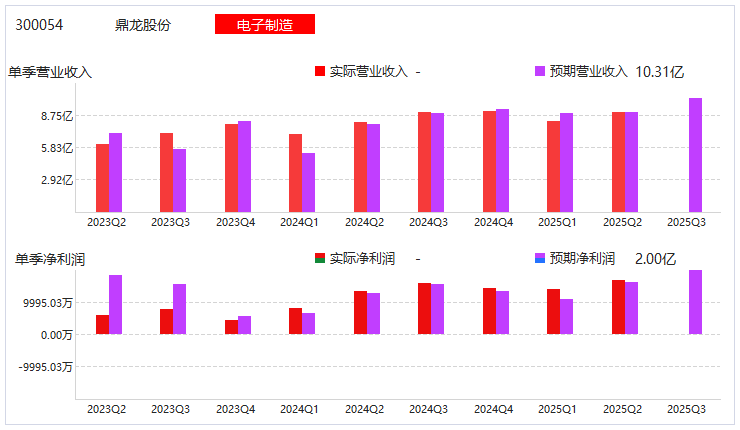 300054 鼎龙股份 电子制造
单季营业收入 实际营业收入 - 预期营业收入 10.31亿
8.75亿
5.83亿
2.92亿
2023Q2 2023Q3 2023Q4 2024Q1 2024Q2 2024Q3 2024Q4 2025Q1 2025Q2 2025Q3
单季净利润 实际净利润 - 预期净利润 2.00亿
9995.03万
0.00万
-9995.03万
2023Q2 2023Q3 2023Q4 2024Q1 2024Q2 2024Q3 2024Q4 2025Q1 2025Q2 2025Q3